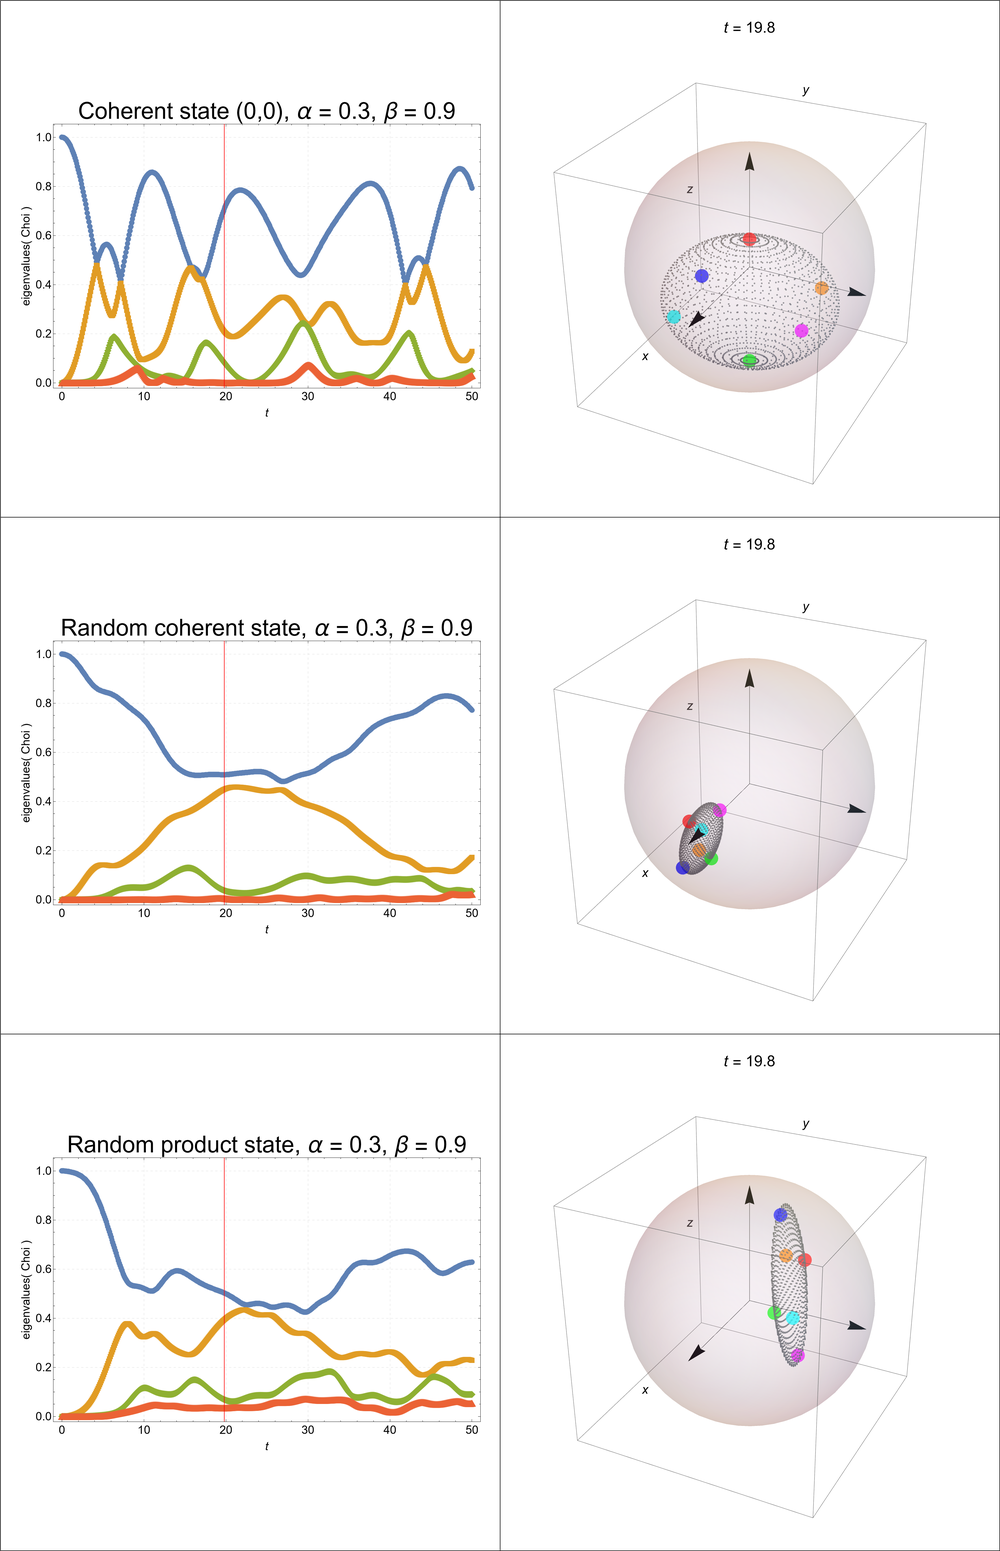 t = 19.8
Coherent state (0,0), α = 0.3, β = 0.9
eigenvalues( Choi )
1.0
0.8
0.6
0.4
0.2
0.0
0 10 20 30 40 50
t
y
z
x
t = 19.8
Random coherent state, α = 0.3, β = 0.9
eigenvalues( Choi )
1.0
0.8
0.6
0.4
0.2
0.0
0 10 20 30 40 50
t
y
z
x
t = 19.8
Random product state, α = 0.3, β = 0.9
eigenvalues( Choi )
1.0
0.8
0.6
0.4
0.2
0.0
0 10 20 30 40 50
t
y
z
x